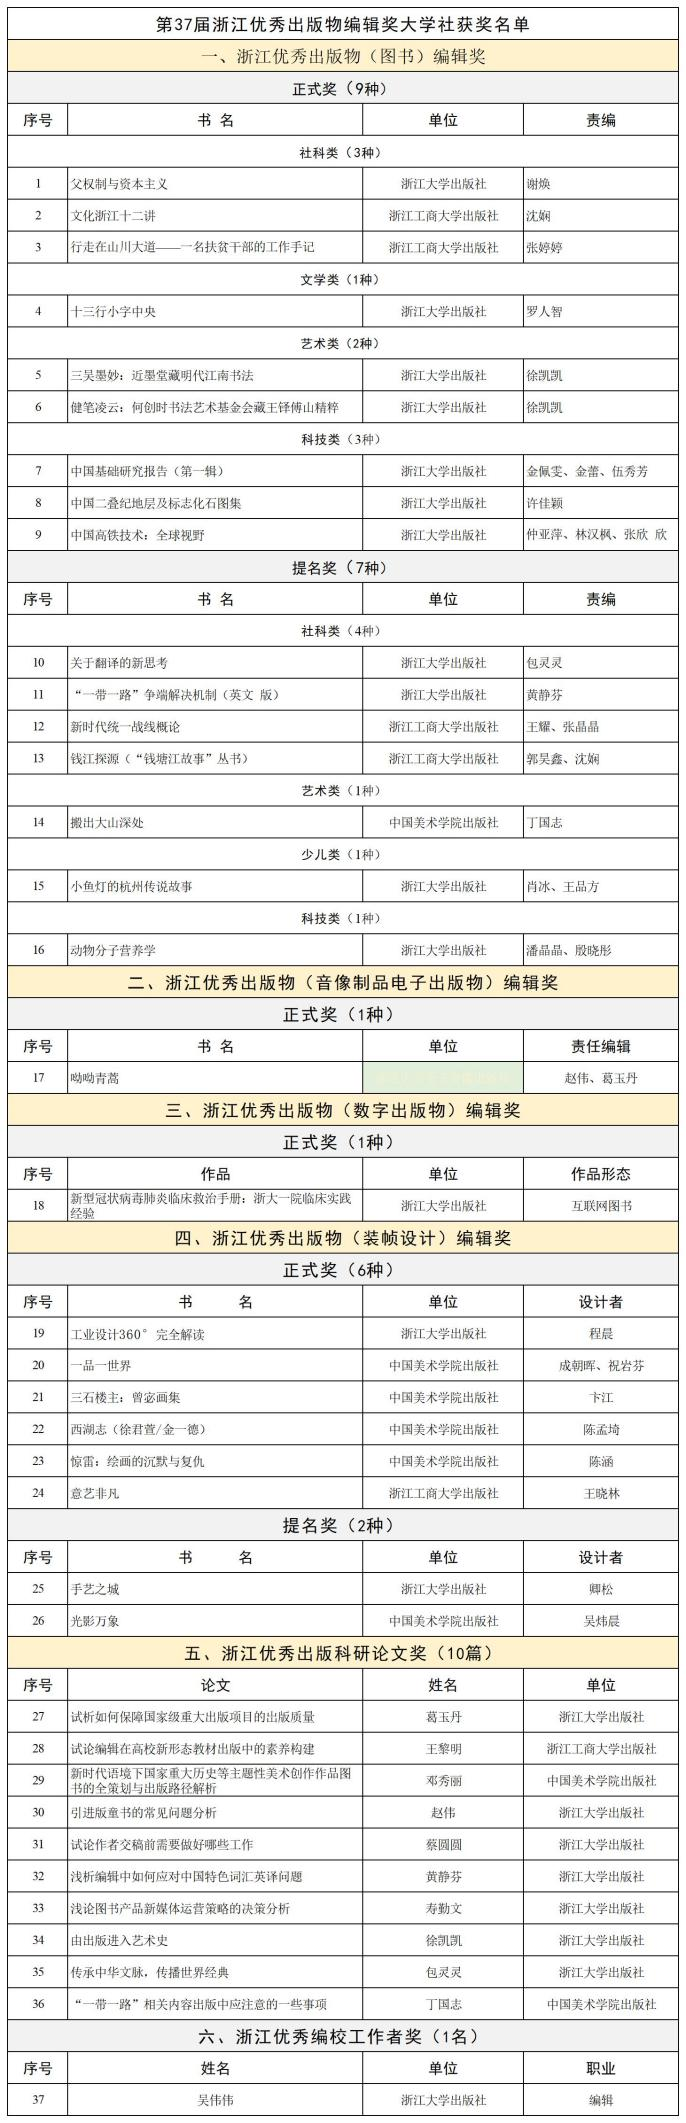 第37届浙江优秀出版物编辑奖大学社获奖名单
一、浙江优秀出版物（图书）编辑奖
正式奖（9种）
序号 书 名 单位 责编
社科类（3种）
1 父权制与资本主义 浙江大学出版社 谢焕
2 文化浙江十二讲 浙江工商大学出版社 沈娴
3 行走在山川大道——一名扶贫干部的工作手记 浙江工商大学出版社 张婷婷
文学类（1种）
4 十三行小字中央 浙江大学出版社 罗人智
艺术类（2种）
5 三吴墨妙：近墨堂藏明代江南书法 浙江大学出版社 徐凯凯
6 健笔凌云：何创时书法艺术基金会藏王铎傅山精粹 浙江大学出版社 徐凯凯
科技类（3种）
7 中国基础研究报告（第一辑） 浙江大学出版社 金佩雯、金蕾、伍秀芳
8 中国二叠纪地层及标志化石图集 浙江大学出版社 许佳颖
9 中国高铁技术：全球视野 浙江大学出版社 仲亚萍、林汉枫、张欣 欣
提名奖（7种）
序号 书 名 单位 责编
社科类（4种）
10 关于翻译的新思考 浙江大学出版社 包灵灵
11 “一带一路”争端解决机制（英文 版） 浙江大学出版社 黄静芬
12 新时代统一战线概论 浙江工商大学出版社 王耀、张晶晶
13 钱江探源（“钱塘江故事”丛书） 浙江工商大学出版社 郭昊鑫、沈娴
艺术类（1种）
14 搬出大山深处 中国美术学院出版社 丁国志
少儿类（1种）
15 小鱼灯的杭州传说故事 浙江大学出版社 肖冰、王品方
科技类（1种）
16 动物分子营养学 浙江大学出版社 潘晶晶、殷晓彤
二、浙江优秀出版物（音像制品电子出版物）编辑奖
正式奖（1种）
序号 书 名 单位 责任编辑
17 呦呦青蒿 赵伟、葛玉丹
三、浙江优秀出版物（数字出版物）编辑奖
正式奖（1种）
序号 作品 单位 作品形态
18 新型冠状病毒肺炎临床救治手册：浙大一院临床实践 浙江大学出版社 互联网图书
经验
四、浙江优秀出版物（装帧设计）编辑奖
正式奖（6种）
序号 书 名 单位 设计者
19 工业设计360° 完全解读 浙江大学出版社 程晨
20 一品一世界 中国美术学院出版社 成朝晖、祝岩芬
21 三石楼主：曾宓画集 中国美术学院出版社 卞江
22 西湖志（徐君萱/金一德） 中国美术学院出版社 陈孟埼
23 惊雷：绘画的沉默与复仇 中国美术学院出版社 陈涵
24 意艺非凡 浙江工商大学出版社 王晓林
提名奖（2种）
序号 书 名 单位 设计者
25 手艺之城 浙江大学出版社 卿松
26 光影万象 中国美术学院出版社 吴炜晨
五、浙江优秀出版科研论文奖（10篇）
序号 论文 姓名 单位
27 试析如何保障国家级重大出版项目的出版质量 葛玉丹 浙江大学出版社
28 试论编辑在高校新形态教材出版中的素养构建 王黎明 浙江工商大学出版社
29 新时代语境下国家重大历史等主题性美术创作作品图 邓秀丽 中国美术学院出版社
书的全策划与出版路径解析
30 引进版童书的常见问题分析 赵伟 浙江大学出版社
31 试论作者交稿前需要做好哪些工作 蔡圆圆 浙江大学出版社
32 浅析编辑中如何应对中国特色词汇英译问题 黄静芬 浙江大学出版社
33 浅论图书产品新媒体运营策略的决策分析 寿勤文 浙江大学出版社
34 由出版进入艺术史 徐凯凯 浙江大学出版社
35 传承中华文脉，传播世界经典 包灵灵 浙江大学出版社
36 “一带一路”相关内容出版中应注意的一些事项 丁国志 中国美术学院出版社
六、浙江优秀编校工作者奖（1名）
序号 姓名 单位 职业
37 吴伟伟 浙江大学出版社 编辑